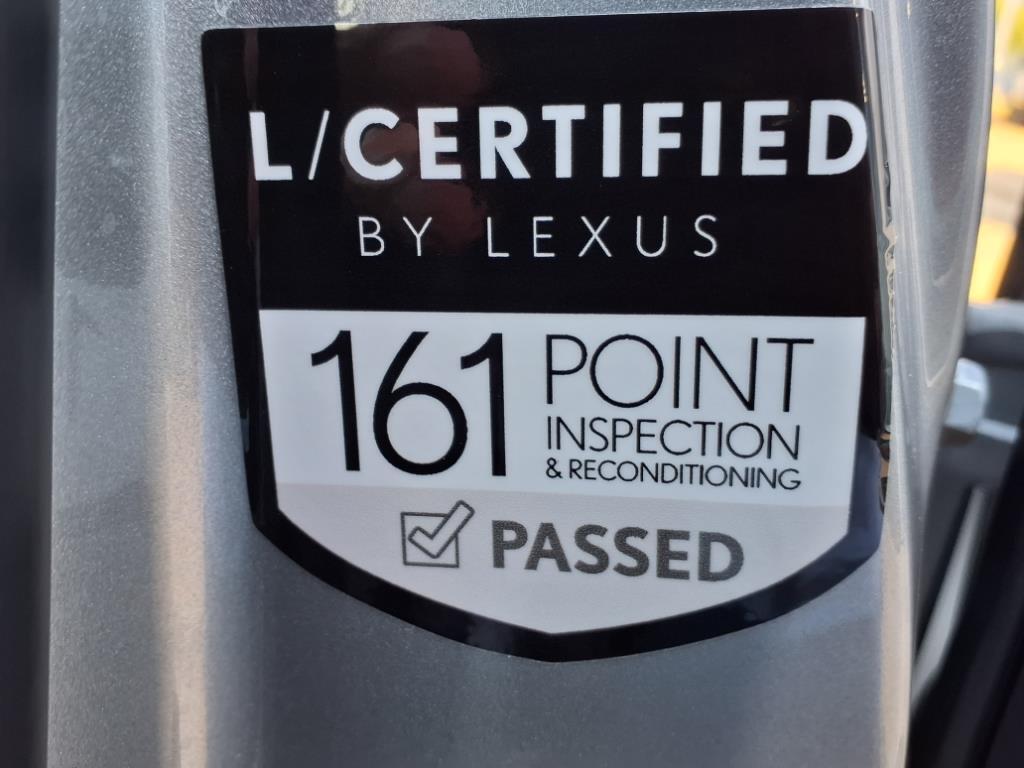 L/CERTIFIED
BY LEXUS
161 POINT
INSPECTION
& RECONDITIONING
PASSED